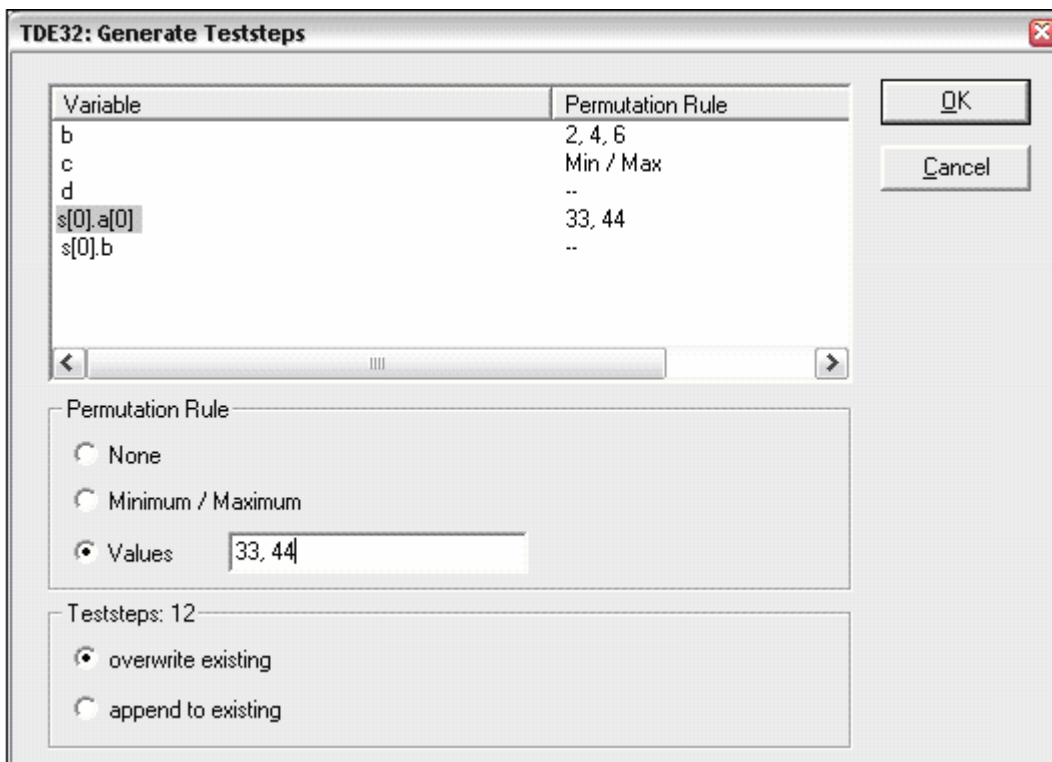 TDE32: Generate Teststeps
Variable Permutation Rule
b 2, 4, 6
c Min / Max
d --
s[0].a[0] 33, 44
s[0].b --
OK
Cancel
Permutation Rule
None
Minimum / Maximum
Values 33, 44
Teststeps: 12
overwrite existing
append to existing